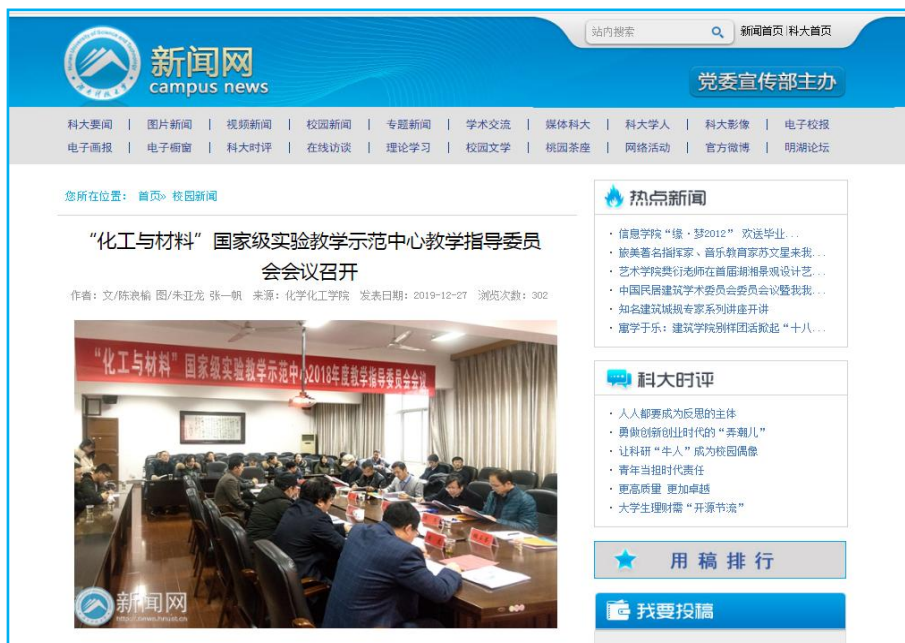 站内搜索
新闻首页|科大首页
新闻网
campus news
党委宣传部主办
科大要闻 | 图片新闻 | 视频新闻 | 校园新闻 | 专题新闻 | 学术交流 | 媒体科大 | 科大学人 | 科大影像 | 电子校报
电子画报 | 电子橱窗 | 科大时评 | 在线访谈 | 理论学习 | 校园文学 | 桃园茶座 | 网络活动 | 官方微博 | 明湖论坛
您所在位置: 首页» 校园新闻
“化工与材料”国家级实验教学示范中心教学指导委员
会会议召开
作者: 文/陈浪榆 图/朱亚龙 张一帆 来源: 化学化工学院 发表日期: 2019-12-27 浏览次数: 302
“化工与材料”国家级实验教学示范中心2018年度教学指导委员会会议
新闻网
http://news.hnust.cn
热点新闻
· 信息学院“缘·梦2012” 欢送毕业...
· 旅美著名指挥家、音乐教育家苏文星来我...
· 艺术学院樊衍老师在首届湖湘景观设计艺...
· 中国民居建筑学术委员会委员会议暨我我...
· 知名建筑城规专家系列讲座开讲
· 寓学于乐: 建筑学院别样团活掀起“十八...
科大时评
· 人人都要成为反思的主体
· 勇做创新创业时代的“弄潮儿”
· 让科研“牛人”成为校园偶像
· 青年当担时代责任
· 更高质量 更加卓越
· 大学生理财需“开源节流”
用稿排行
我要投稿